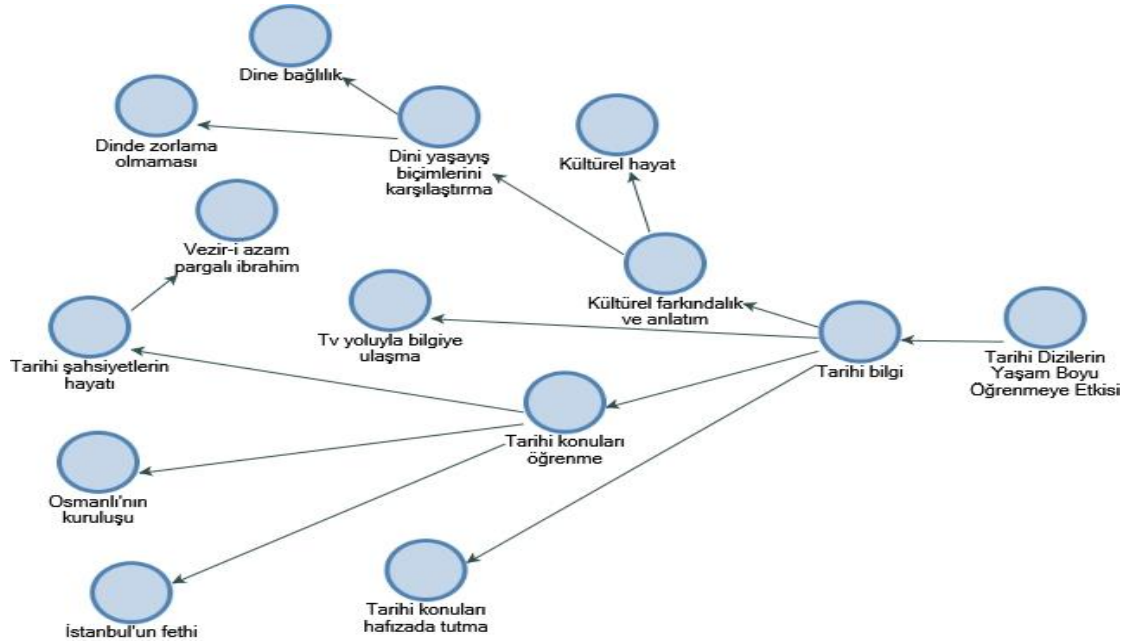 Dine bağlılık
Dinde zorlama
olmaması
Dini yaşayış
biçimlerini
karşılaştırma
Kültürel hayat
Vezir-i azam
pargalı ibrahim
Kültürel farkındalık
ve anlatım
Tv yoluyla bilgiye
ulaşma
Tarihi şahsiyetlerin
hayatı
Tarihi bilgi
Tarihi Dizilerin
Yaşam Boyu
Öğrenmeye Etkisi
Tarihi konuları
öğrenme
Osmanlı'nın
kuruluşu
İstanbul'un fethi
Tarihi konuları
hafızada tutma